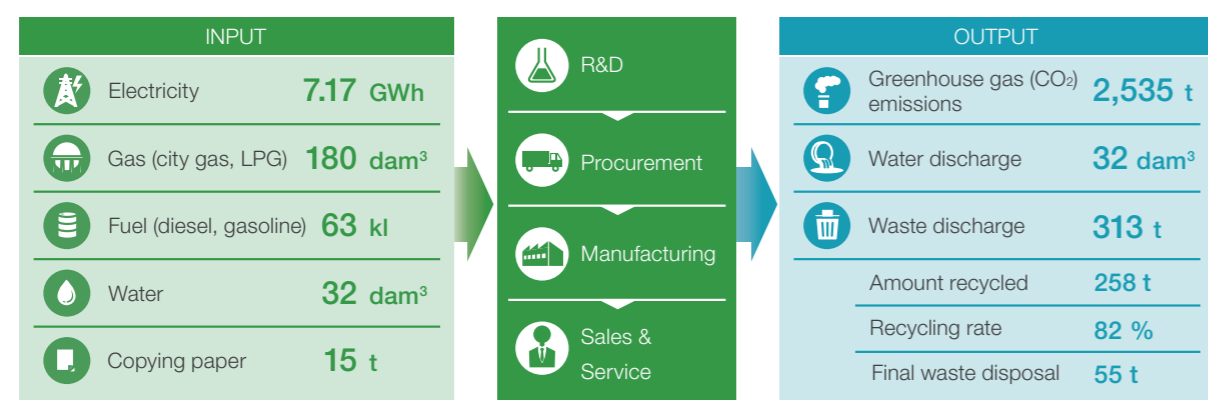 INPUT
Electricity 7.17 GWh
Gas (city gas, LPG) 180 dam³
Fuel (diesel, gasoline) 63 kl
Water 32 dam³
Copying paper 15 t
R&D
Procurement
Manufacturing
Sales &
Service
OUTPUT
Greenhouse gas (CO₂)
emissions 2,535 t
Water discharge 32 dam³
Waste discharge 313 t
Amount recycled 258 t
Recycling rate 82 %
Final waste disposal 55 t